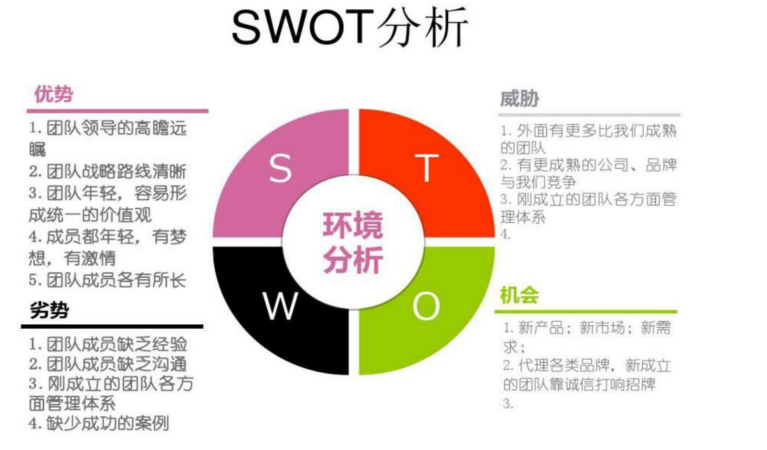 SWOT分析
优势
1.团队领导的高瞻远
瞩
2.团队战略路线清晰
3.团队年轻，容易形
成统一的价值观
4.成员都年轻，有梦
想，有激情
5.团队成员各有所长
劣势
1.团队成员缺乏经验
2.团队成员缺乏沟通
3.刚成立的团队各方
面管理体系
4.缺少成功的案例
S
T
环境
分析
W
O
威胁
1.外面有更多比我们成熟
的团队
2.有更成熟的公司、品牌
与我们竞争
3.刚成立的团队各方面管
理体系
4.
机会
1.新产品；新市场；新需
求；
2.代理各类品牌，新成立
的团队靠诚信打响招牌
3.